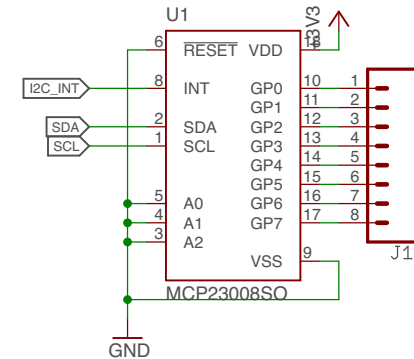 U1
3V3
6 RESET VDD 18
I2C_INT 8 INT GP0 10 1
GP1 11 2
SDA 2 SDA GP2 12 3
SCL 1 SCL GP3 13 4
GP4 14 5
GP5 15 6
5 A0 GP6 16 7
4 A1 GP7 17 8
3 A2
VSS 9
J1
MCP23008SO
GND